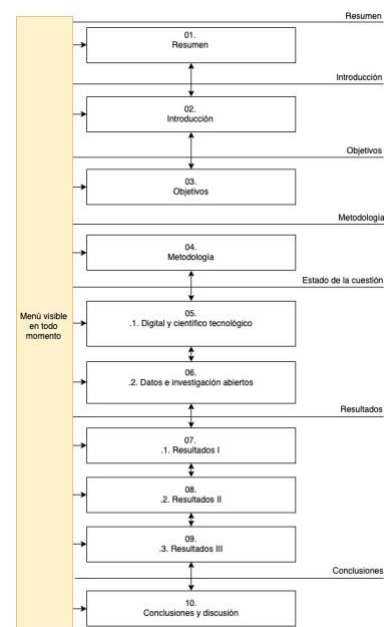 Resumen
01.
Resumen
Introducción
02.
Introducción
Objetivos
03.
Objetivos
Metodología
04.
Metodología
Estado de la cuestión
05.
.1. Digital y científico tecnológico
Menú visible
en todo
momento
06.
.2. Datos e investigación abiertos
Resultados
07.
.1. Resultados I
08.
.2. Resultados II
09.
.3. Resultados III
Conclusiones
10.
Conclusiones y discusión